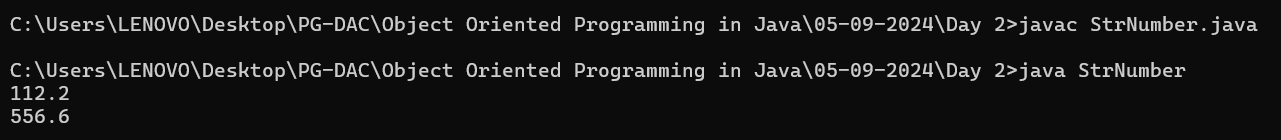 C:\Users\LENOVO\Desktop\PG-DAC\Object Oriented Programming in Java\05-09-2024\Day 2>javac StrNumber.java
C:\Users\LENOVO\Desktop\PG-DAC\Object Oriented Programming in Java\05-09-2024\Day 2>java StrNumber
112.2
556.6